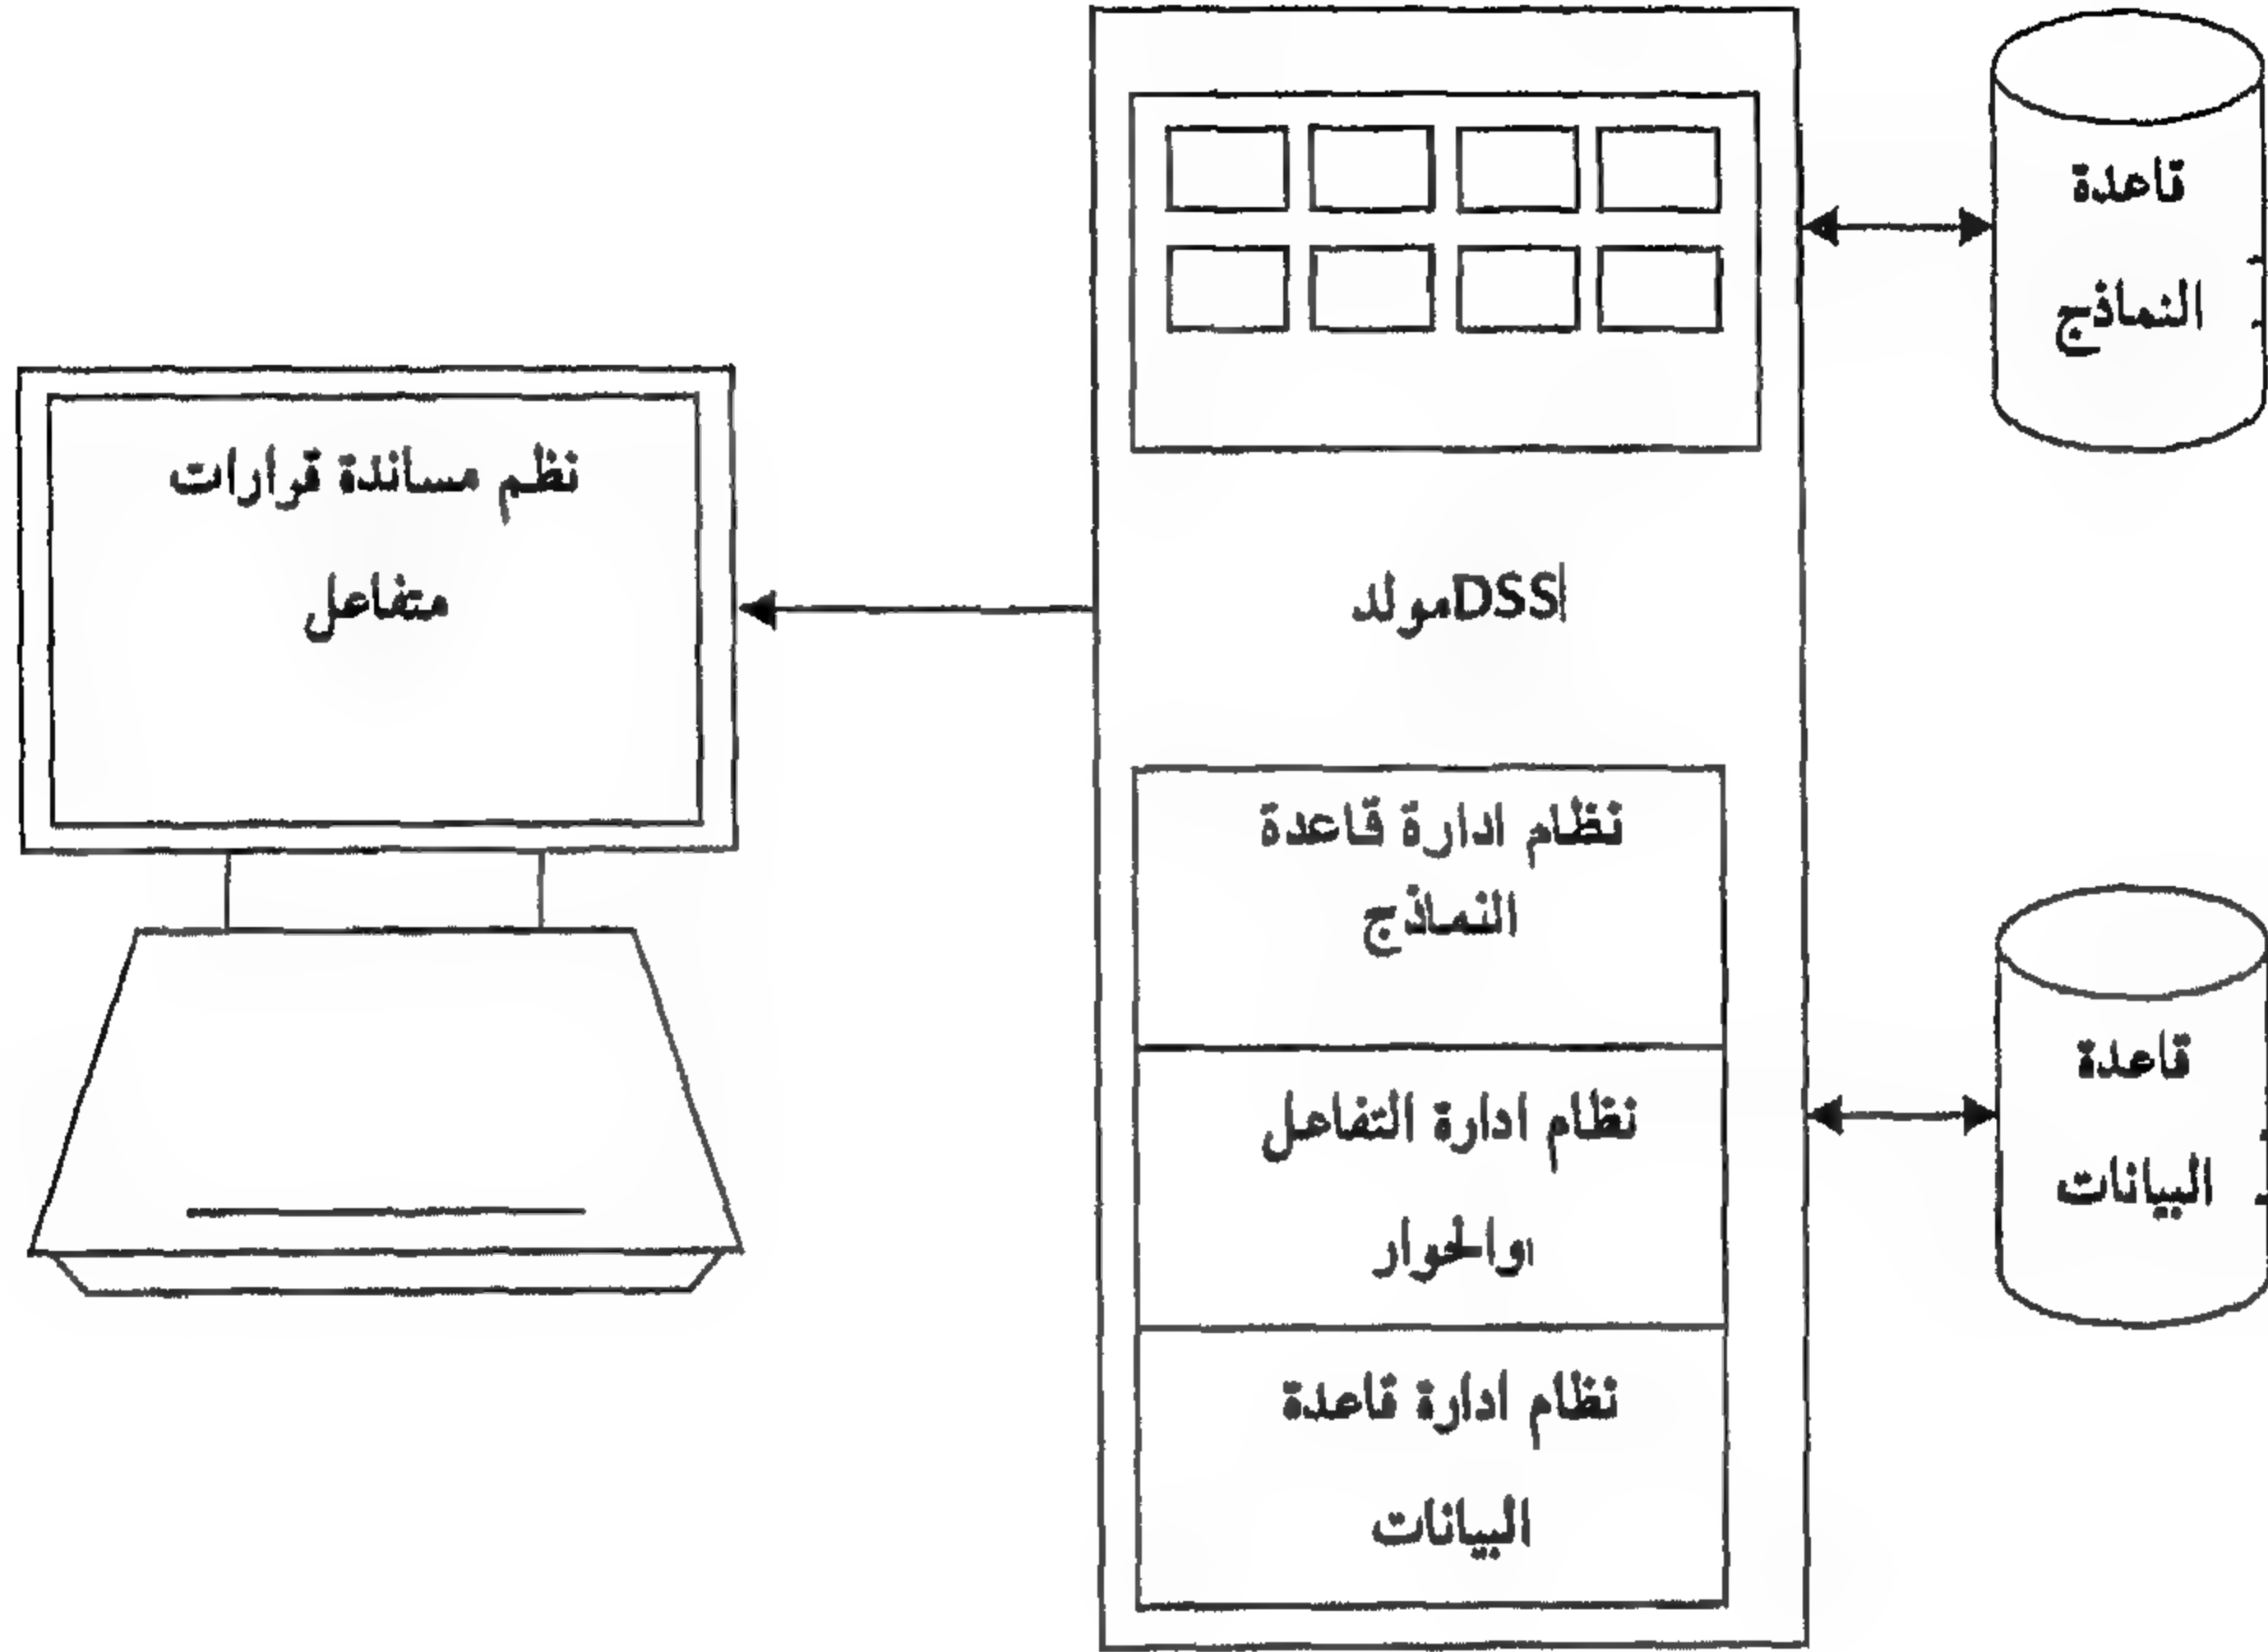 قاعدة
النماذج
نظم مساندة قرارات
متفاعل
مولدDSS
نظام ادارة قاعدة
النماذج
نظام ادارة التفاعل
والحوار
نظام ادارة قاعدة
البيانات
قاعدة
البيانات